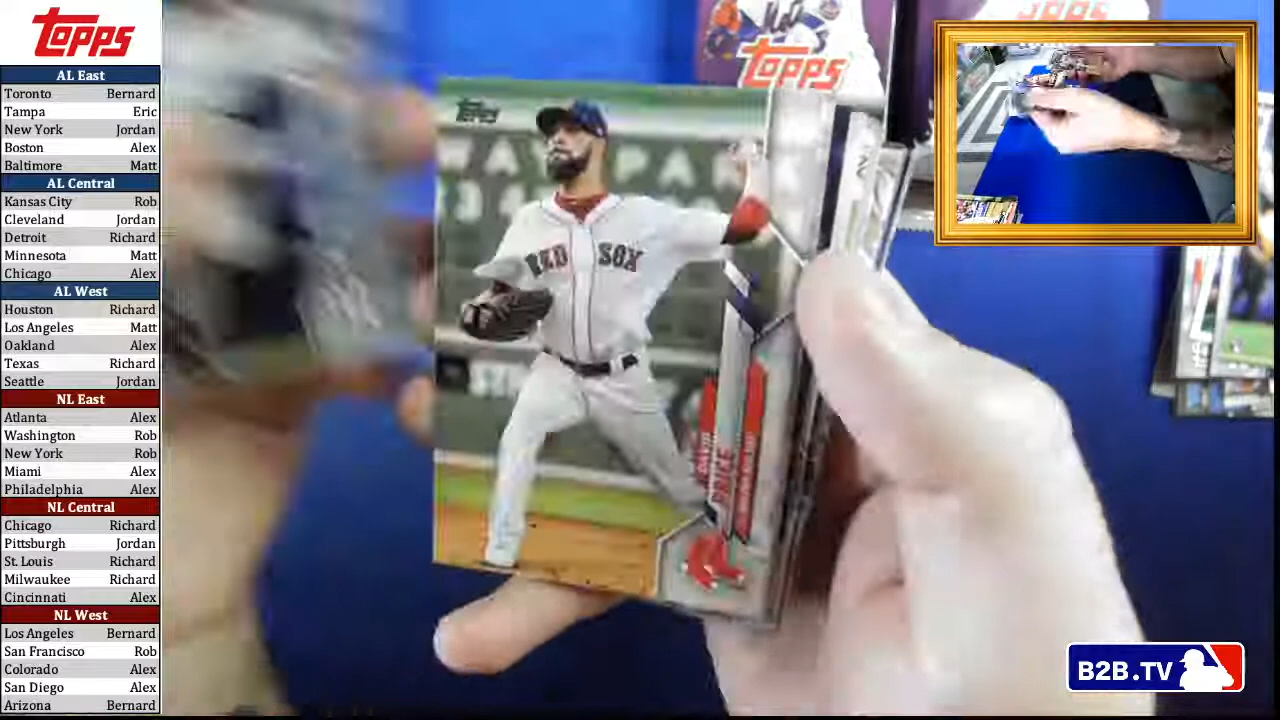 Topps
AL East
Toronto Bernard
Tampa Eric
New York Jordan
Boston Alex
Baltimore Matt
AL Central
Kansas City Rob
Cleveland Jordan
Detroit Richard
Minnesota Matt
Chicago Alex
AL West
Houston Richard
Los Angeles Matt
Oakland Alex
Texas Richard
Seattle Jordan
NL East
Atlanta Alex
Washington Rob
New York Rob
Miami Alex
Philadelphia Alex
NL Central
Chicago Richard
Pittsburgh Jordan
St. Louis Richard
Milwaukee Richard
Cincinnati Alex
NL West
Los Angeles Bernard
San Francisco Rob
Colorado Alex
San Diego Alex
Arizona Bernard
Topps
WAY PARK
RED SOX
DAVID
PRICE
Topps
Topps
B2B.TV